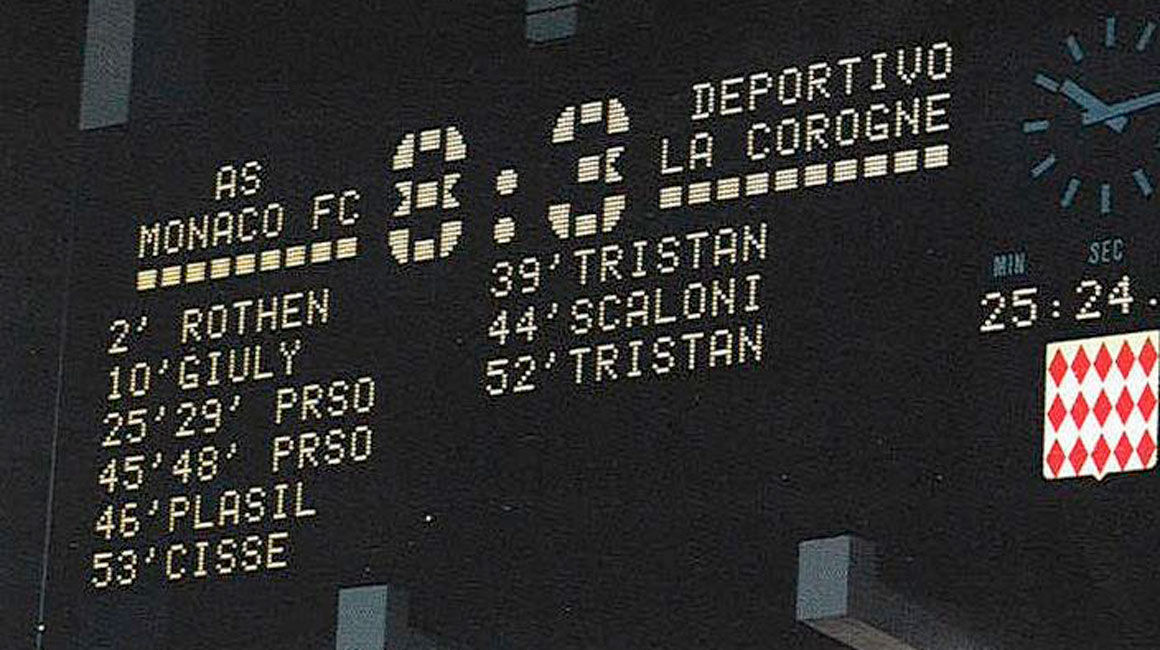 AS
MONACO FC
8:3
DEPORTIVO
LA COROGNE
2' ROTHEN
10'GIULY
25'29' PRSO
45'48' PRSO
46'PLASIL
53'CISSE
39'TRISTAN
44'SCALONI
52'TRISTAN
MIN SEC
25:24